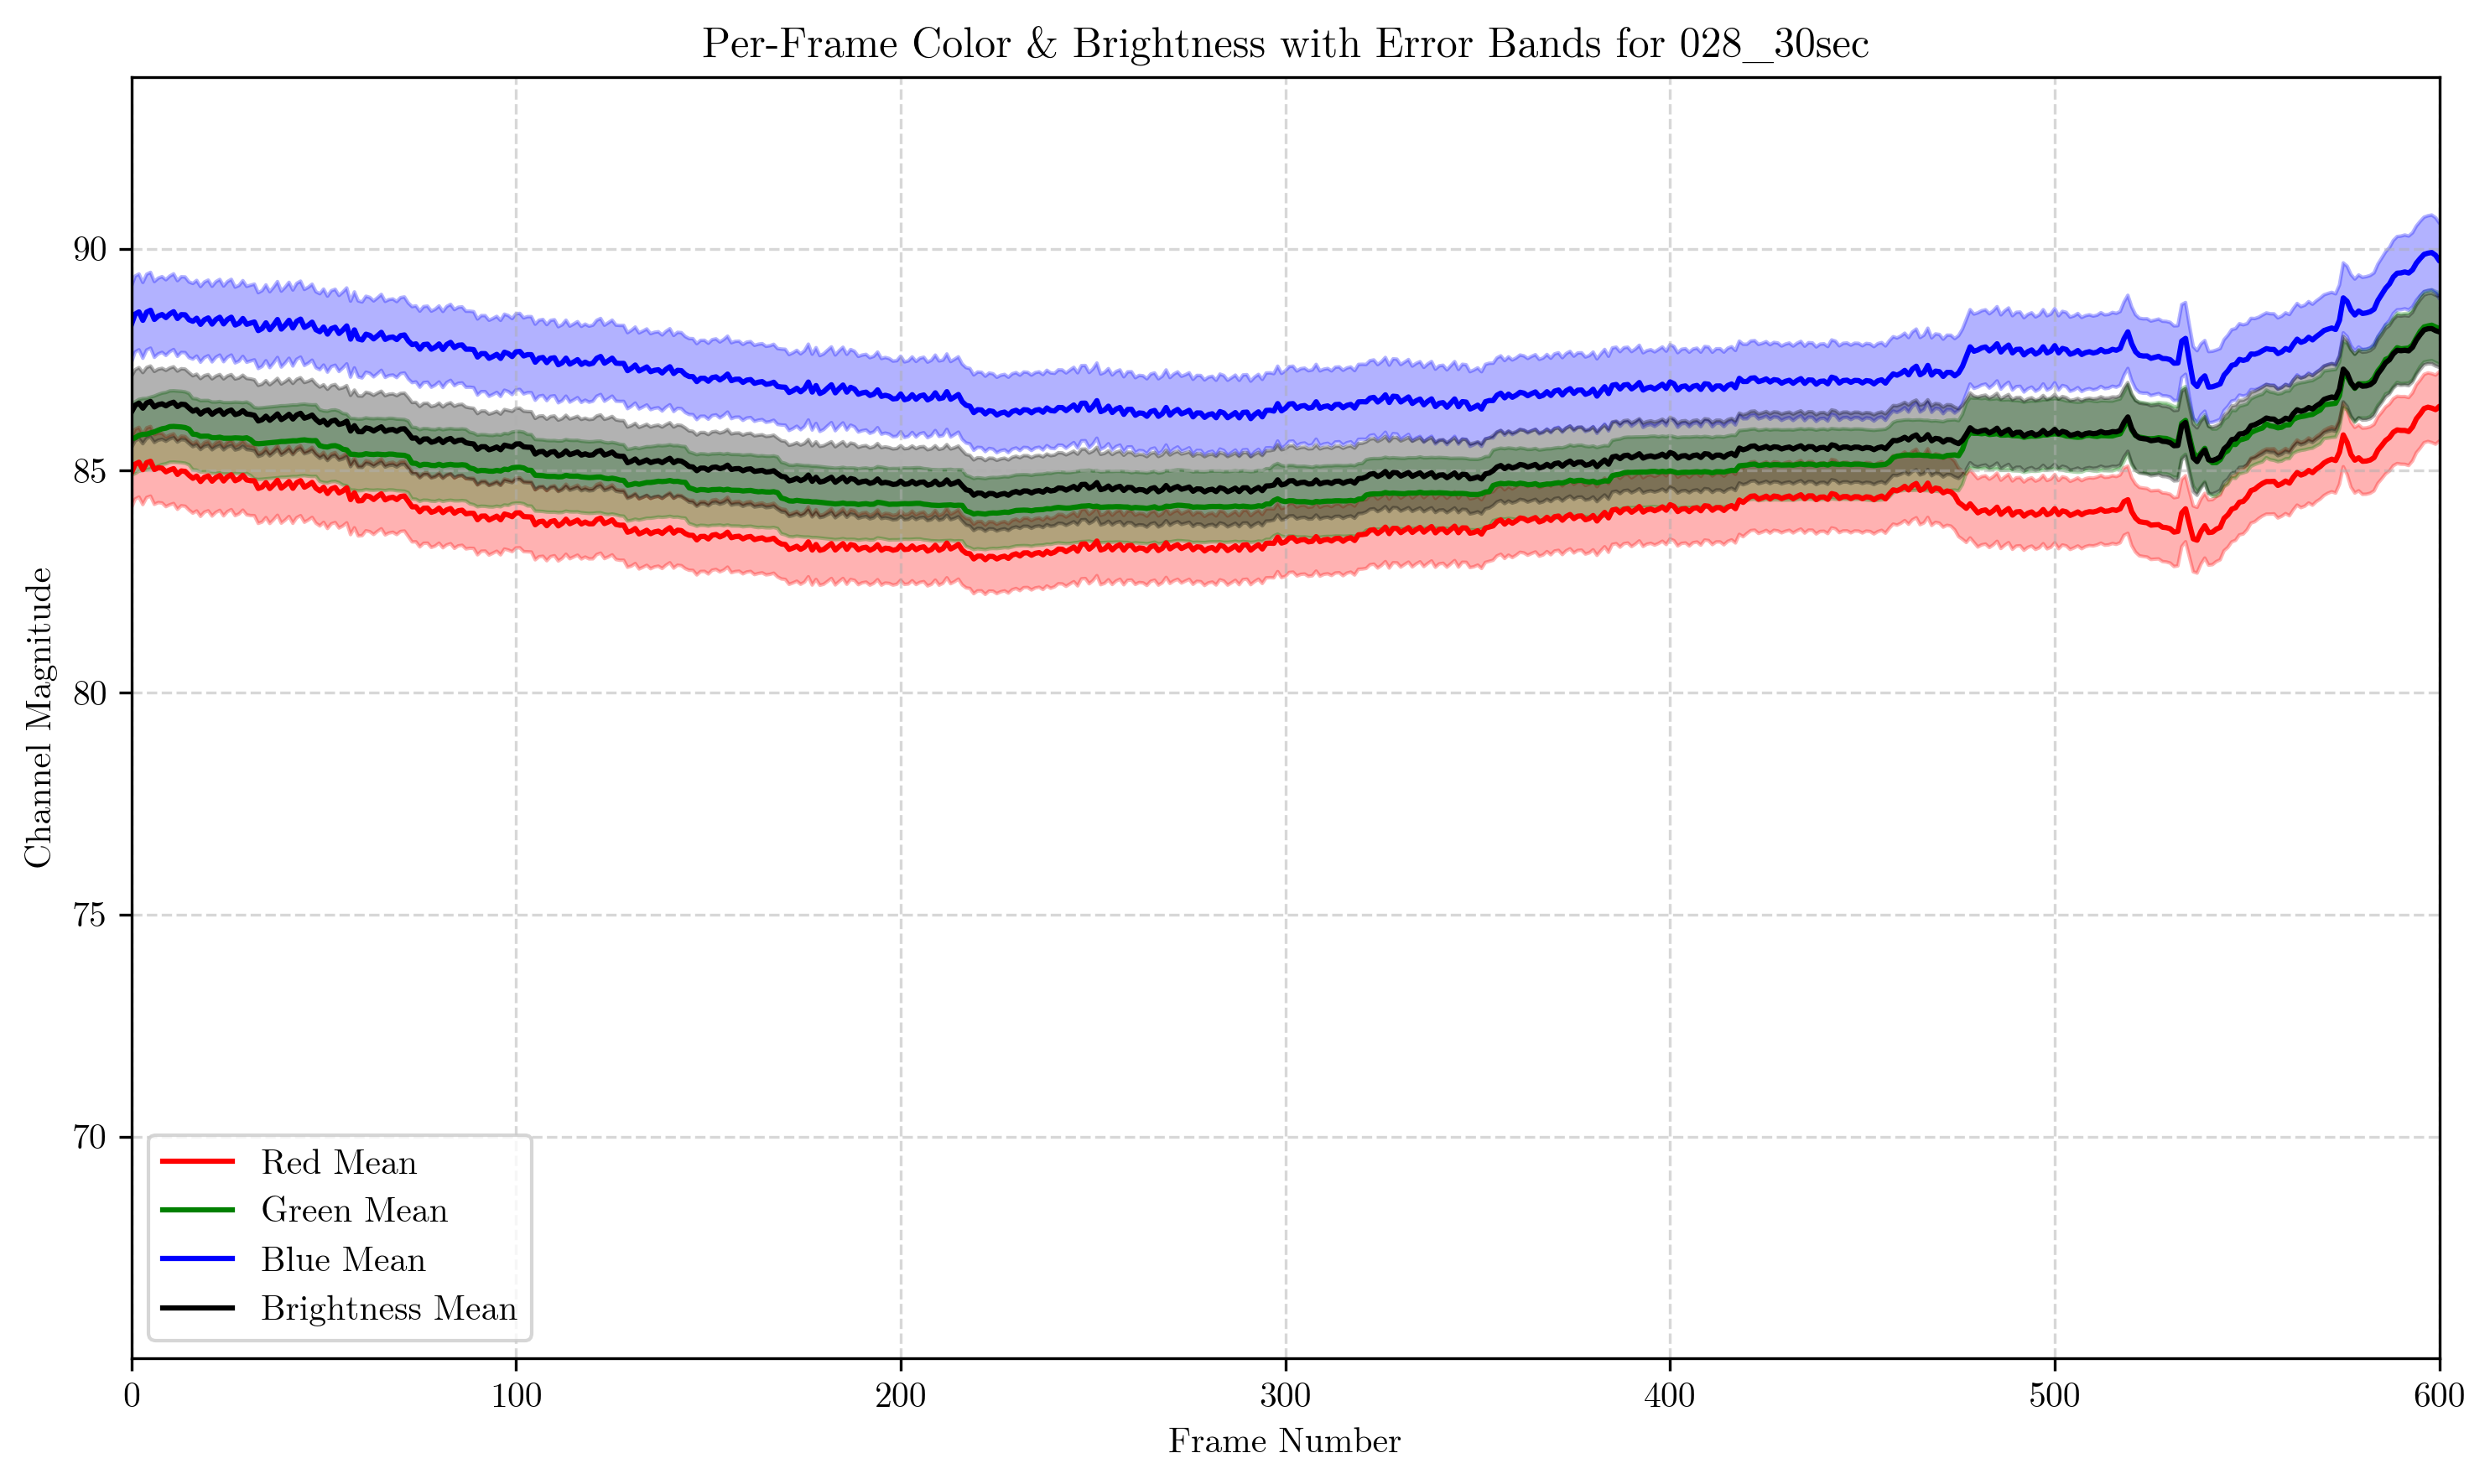 Per-Frame Color & Brightness with Error Bands for 028_30sec
Channel Magnitude
90
85
80
75
70
Red Mean
Green Mean
Blue Mean
Brightness Mean
0 100 200 300 400 500 600
Frame Number